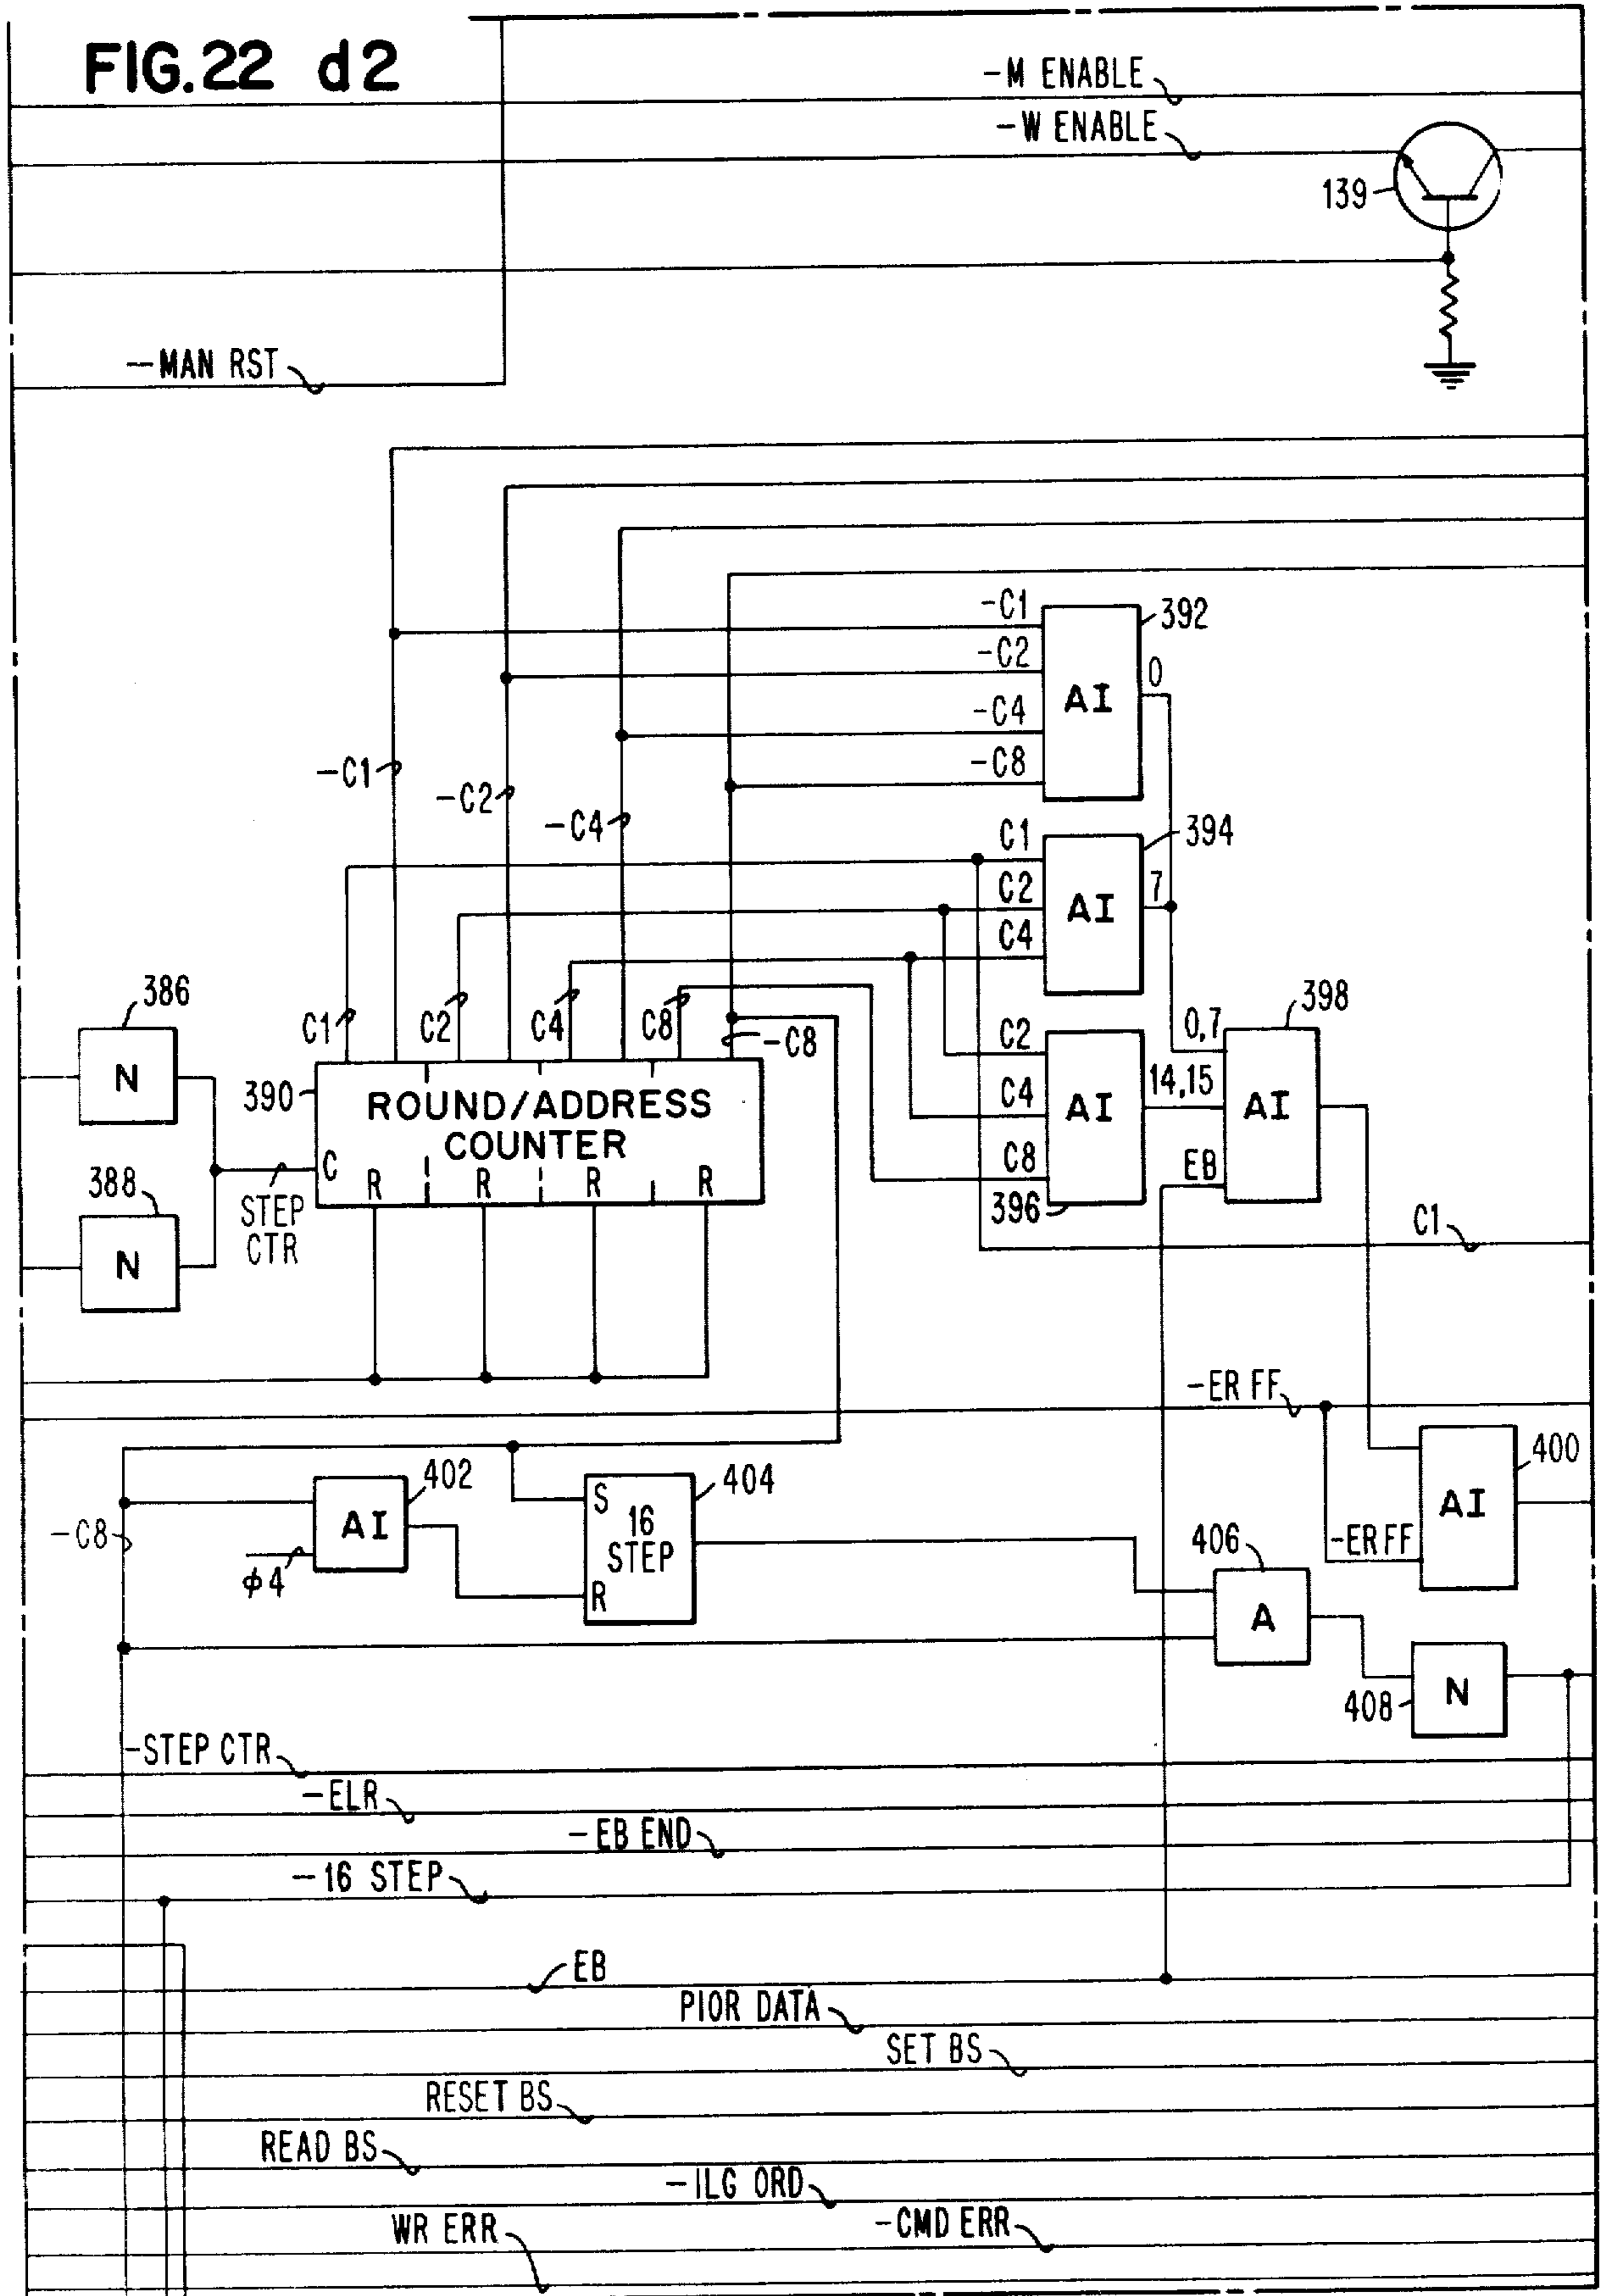 FIG.22 d2
-M ENABLE
-W ENABLE
139
-MAN RST
-C1
392
-C2
0
AI
-C4
-C8
-C1
-C2
-C4
C1
394
C2
7
AI
C4
386
N
C1
C2
C4
C8
-C8
398
0,7
C2
14,15
AI
C4
AI
EB
C8
396
390
ROUND/ADDRESS
COUNTER
C
R
R
R
R
388
N
STEP
CTR
C1
-ER FF
400
AI
-ER FF
402
AI
-C8
φ4
404
S
16
STEP
R
406
A
408
N
-STEP CTR
-ELR
-EB END
-16 STEP
EB
PIOR DATA
SET BS
RESET BS
READ BS
-ILG ORD
WR ERR
-CMD ERR